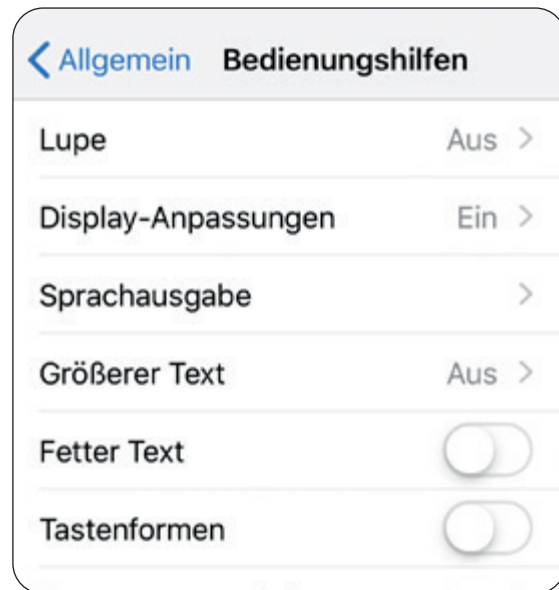 Allgemein Bedienungshilfen
Lupe Aus
Display-Anpassungen Ein
Sprachausgabe
Größerer Text Aus
Fetter Text
Tastenformen